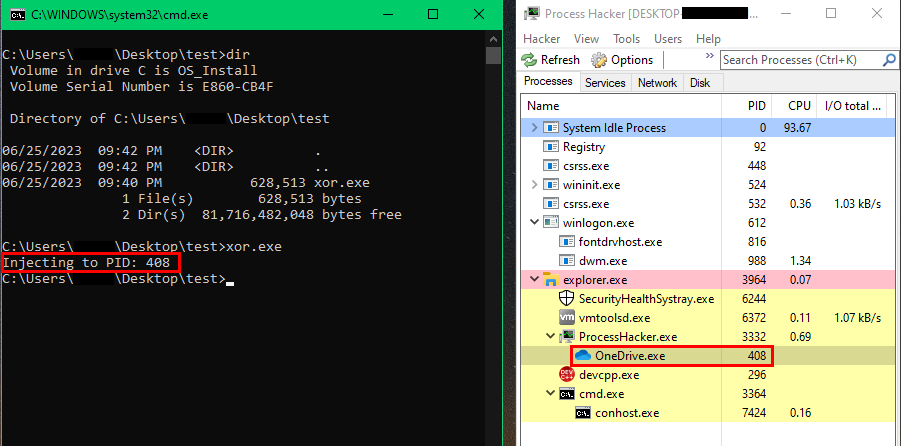 C:\WINDOWS\system32\cmd.exe
C:\Users\ \Desktop\test>dir
Volume in drive C is OS_Install
Volume Serial Number is E860-CB4F
Directory of C:\Users\ \Desktop\test
06/25/2023 09:42 PM <DIR> .
06/25/2023 09:42 PM <DIR> ..
06/25/2023 09:40 PM 628,513 xor.exe
1 File(s) 628,513 bytes
2 Dir(s) 81,716,482,048 bytes free
C:\Users\ \Desktop\test>xor.exe
Injecting to PID: 408
C:\Users\ \Desktop\test>
Process Hacker [DESKTOP-
Hacker View Tools Users Help
Refresh Options » Search Processes (Ctrl+K)
Processes Services Network Disk
Name PID CPU I/O total ...
System Idle Process 0 93.67
Registry 92
csrss.exe 448
wininit.exe 524
csrss.exe 532 0.36 1.03 kB/s
winlogon.exe 612
fontdrvhost.exe 816
dwm.exe 988 1.34
explorer.exe 3964 0.07
SecurityHealthSystray.exe 6244
vm vmtoolsd.exe 6372 0.11 1.07 kB/s
ProcessHacker.exe 3332 0.69
OneDrive.exe 408
DEV C++ devcpp.exe 296
cmd.exe 3364
conhost.exe 7424 0.16